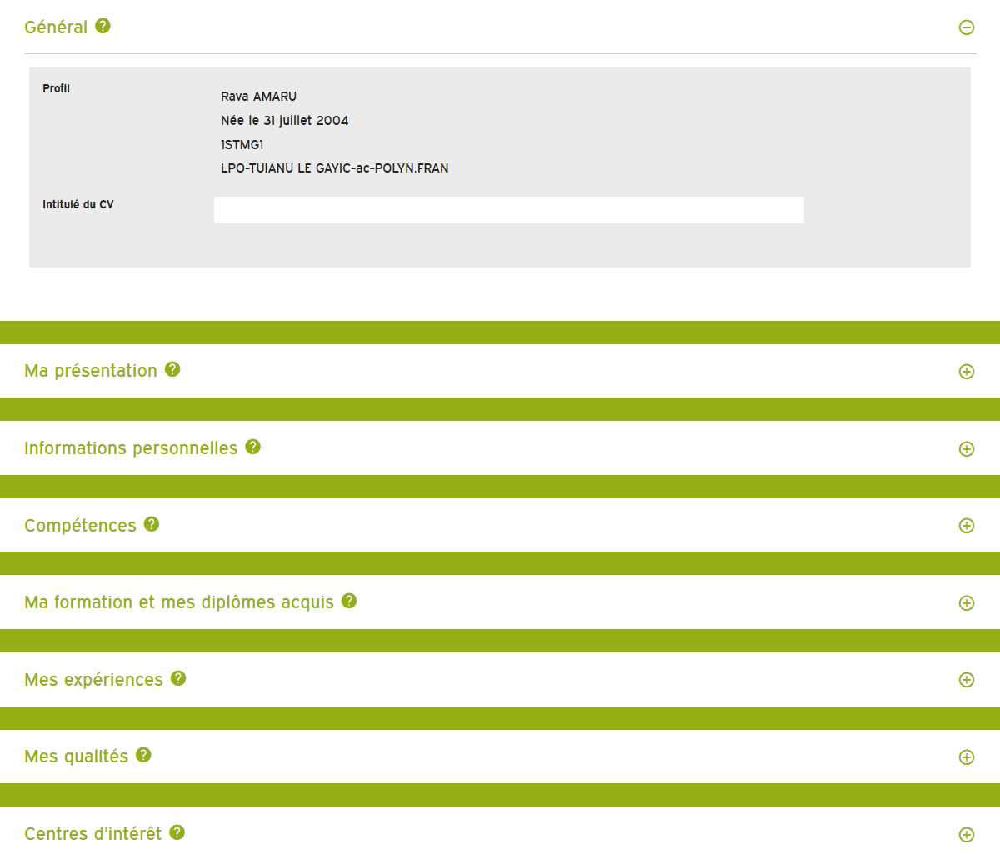 Général ?
Profil
Rava AMARU
Née le 31 juillet 2004
1STMG1
LPO-TUIANU LE GAYIC-ac-POLYN.FRAN
Intitulé du CV
Ma présentation ?
Informations personnelles ?
Compétences ?
Ma formation et mes diplômes acquis ?
Mes expériences ?
Mes qualités ?
Centres d'intérêt ?